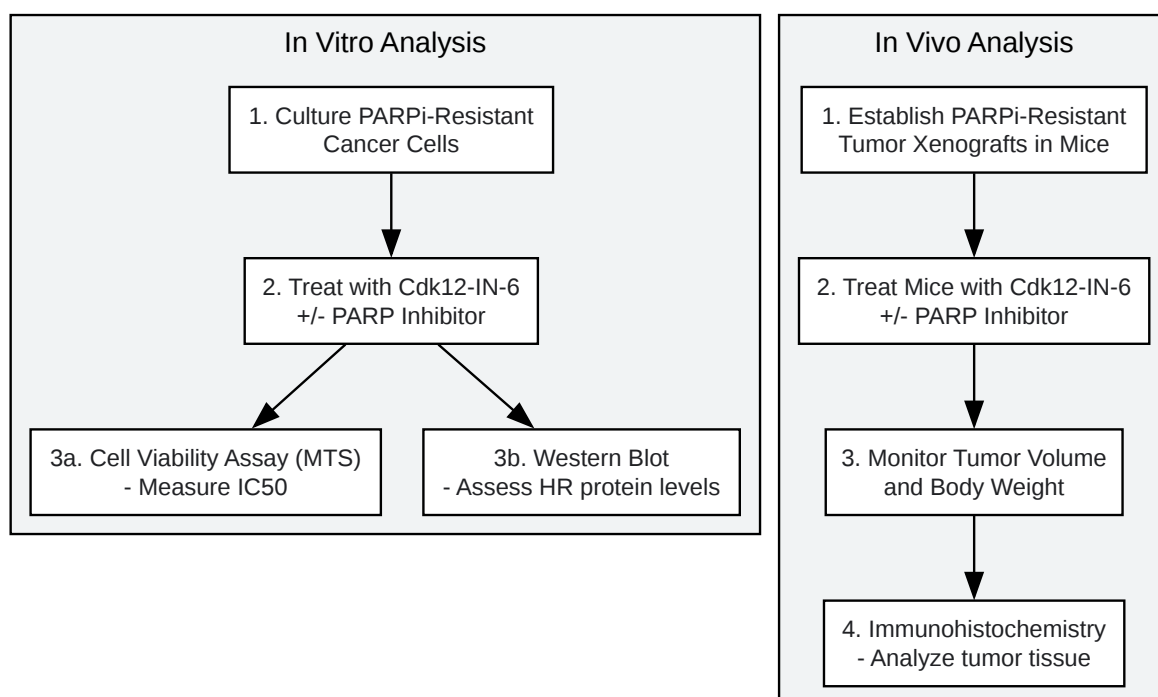 In Vitro Analysis
1. Culture PARPi-Resistant
Cancer Cells
2. Treat with Cdk12-IN-6
+/- PARP Inhibitor
3a. Cell Viability Assay (MTS)
- Measure IC50
3b. Western Blot
- Assess HR protein levels
In Vivo Analysis
1. Establish PARPi-Resistant
Tumor Xenografts in Mice
2. Treat Mice with Cdk12-IN-6
+/- PARP Inhibitor
3. Monitor Tumor Volume
and Body Weight
4. Immunohistochemistry
- Analyze tumor tissue